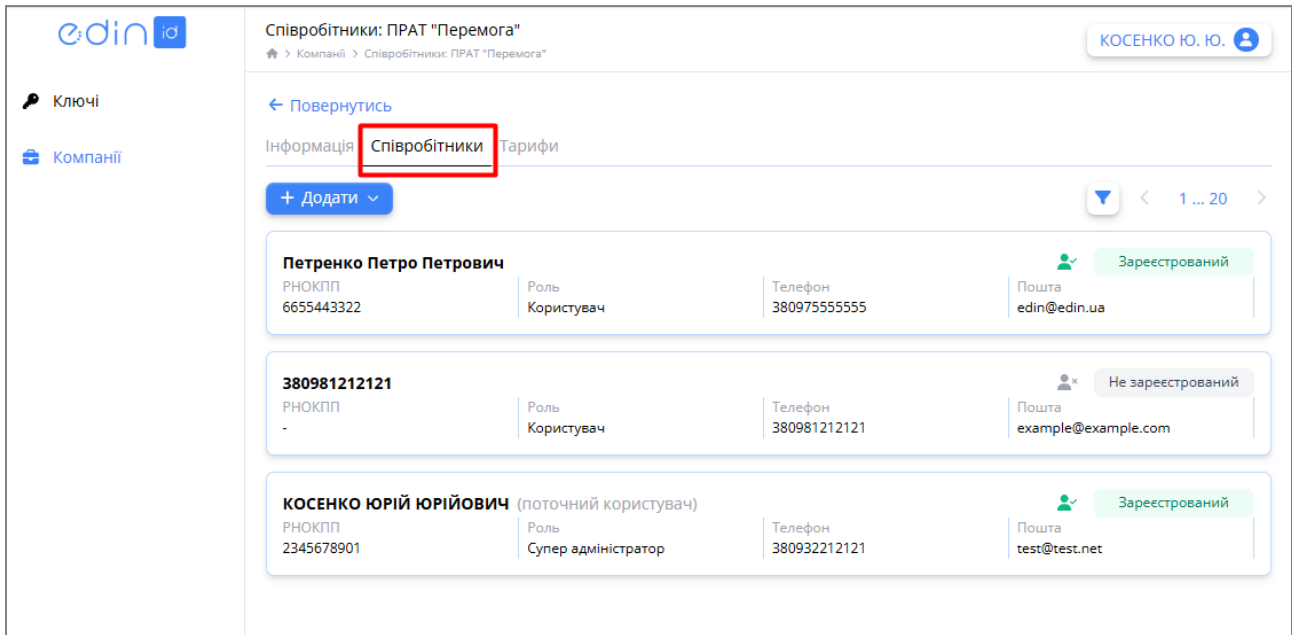 edin id
Співробітники: ПРАТ "Перемога"
Компанії > Співробітники: ПРАТ "Перемога"
КОСЕНКО Ю. Ю.
Ключі
Компанії
← Повернутись
Інформація Співробітники Тарифи
+ Додати
< 1 ... 20 >
Петренко Петро Петрович Зареєстрований
РНОКПП Роль Телефон Пошта
6655443322 Користувач 380975555555 edin@edin.ua
380981212121 Не зареєстрований
РНОКПП Роль Телефон Пошта
- Користувач 380981212121 example@example.com
КОСЕНКО ЮРІЙ ЮРІЙОВИЧ (поточний користувач) Зареєстрований
РНОКПП Роль Телефон Пошта
2345678901 Супер адміністратор 380932212121 test@test.net